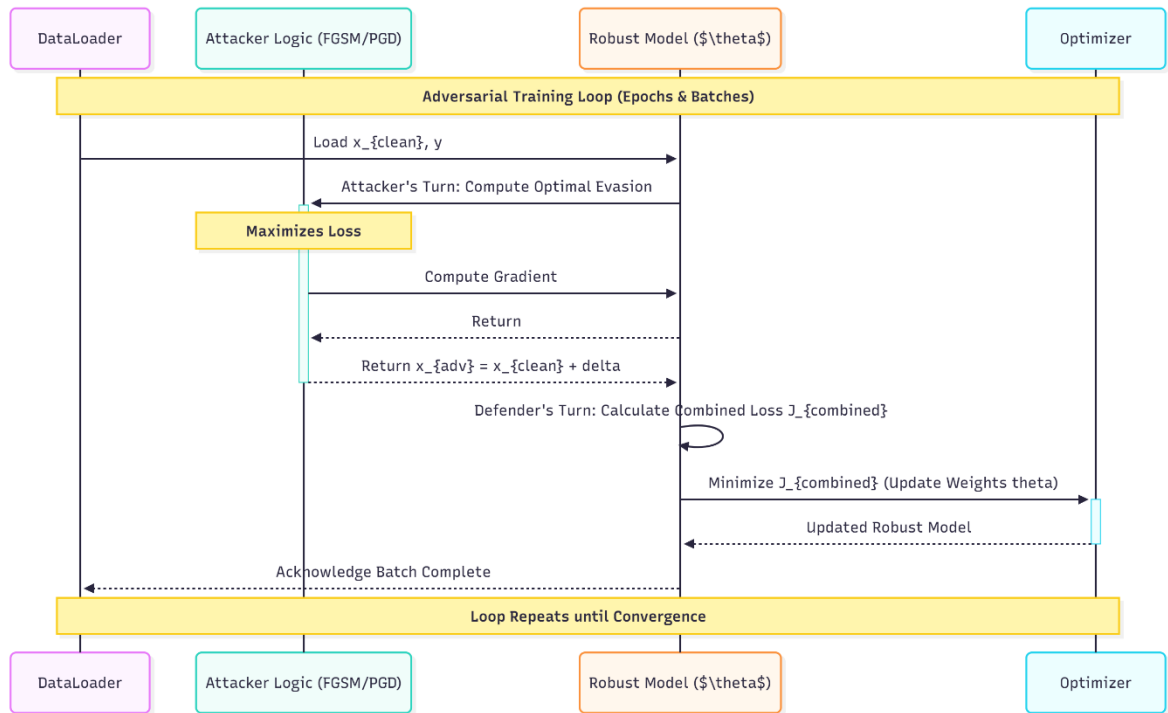 DataLoader
Attacker Logic (FGSM/PGD)
Robust Model ($\theta$)
Optimizer
Adversarial Training Loop (Epochs & Batches)
Load x_{clean}, y
Attacker's Turn: Compute Optimal Evasion
Maximizes Loss
Compute Gradient
Return
Return x_{adv} = x_{clean} + delta
Defender's Turn: Calculate Combined Loss J_{combined}
Minimize J_{combined} (Update Weights theta)
Updated Robust Model
Acknowledge Batch Complete
Loop Repeats until Convergence
DataLoader
Attacker Logic (FGSM/PGD)
Robust Model ($\theta$)
Optimizer